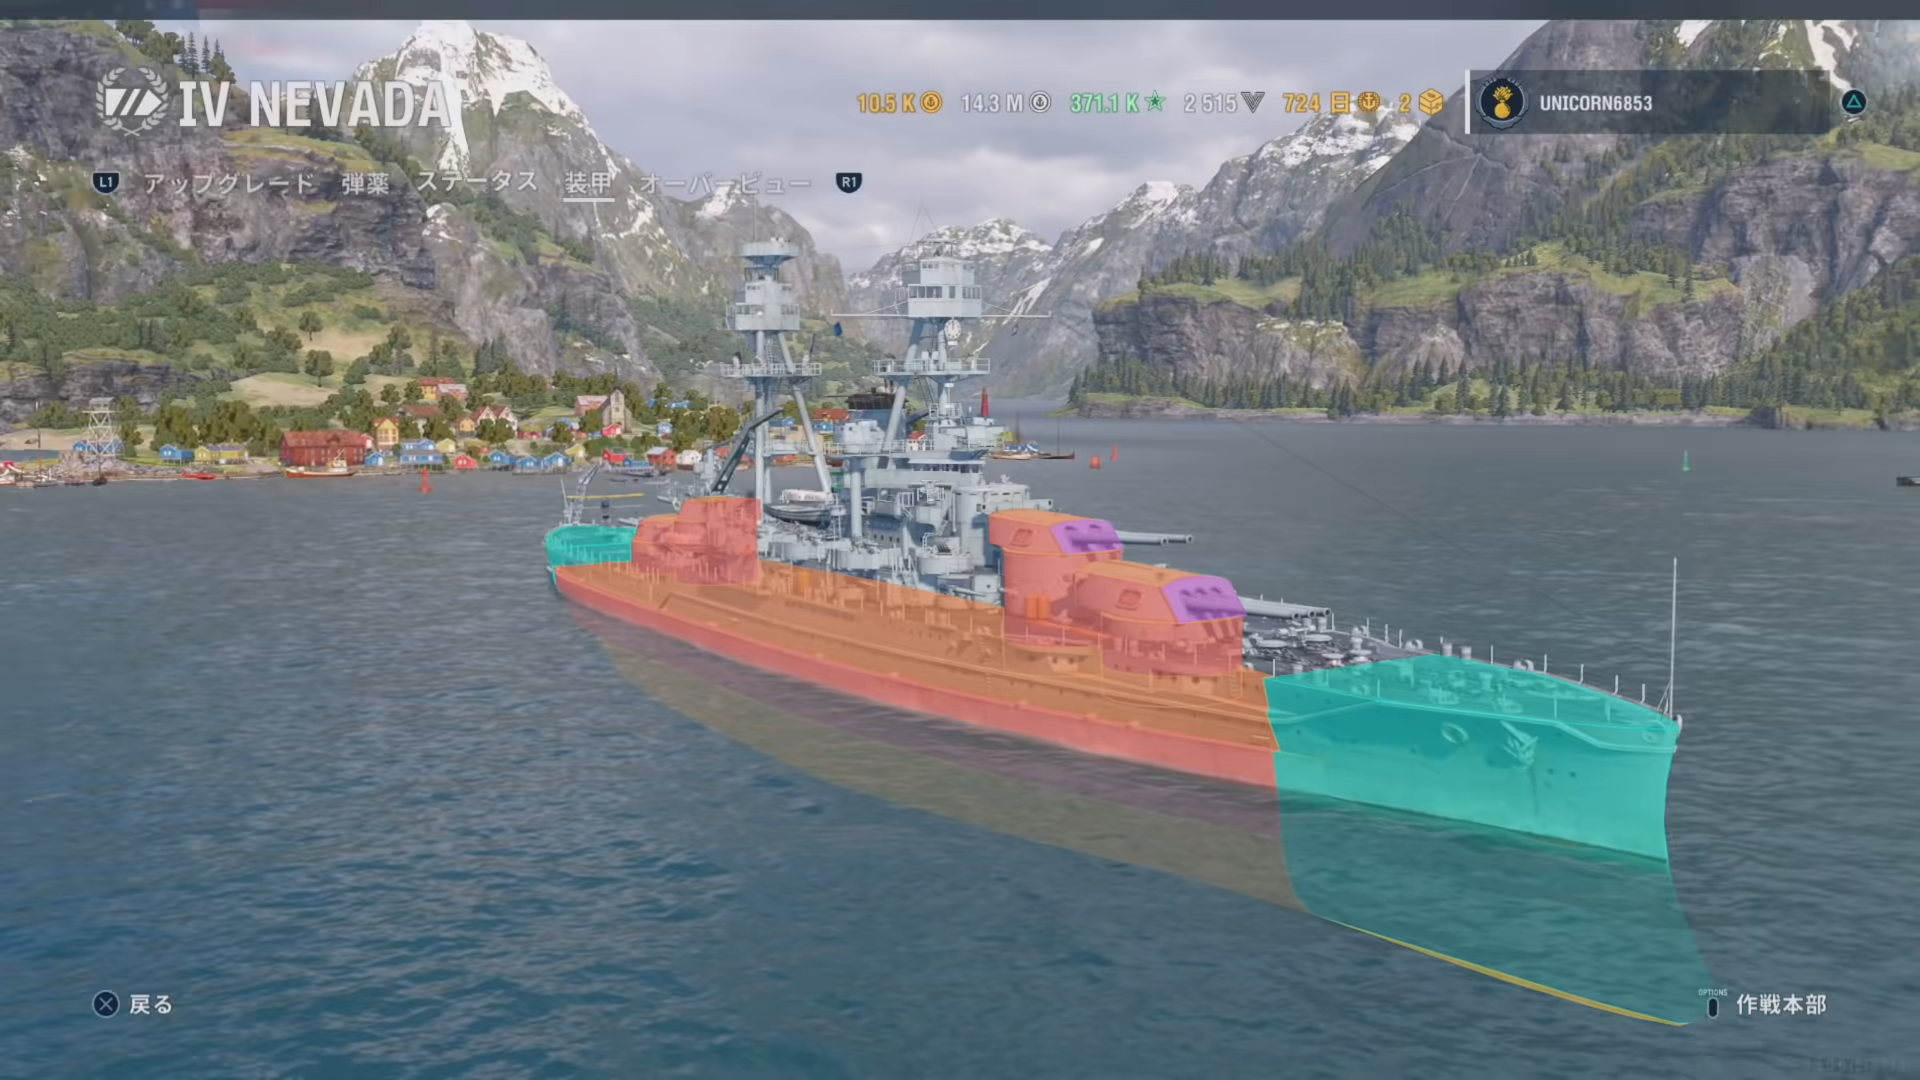 IV NEVADA
10.5 K 14.3 M 371.1 K 2 515 724 日 2
UNICORN6853
L1 アップグレード 弾薬 ステータス 装甲 オーバービュー R1
戻る
OPTIONS
作戦本部